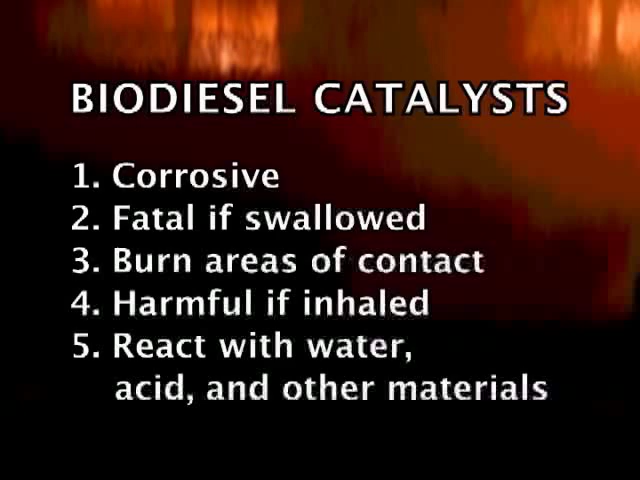 BIODIESEL CATALYSTS
1. Corrosive
2. Fatal if swallowed
3. Burn areas of contact
4. Harmful if inhaled
5. React with water,
acid, and other materials